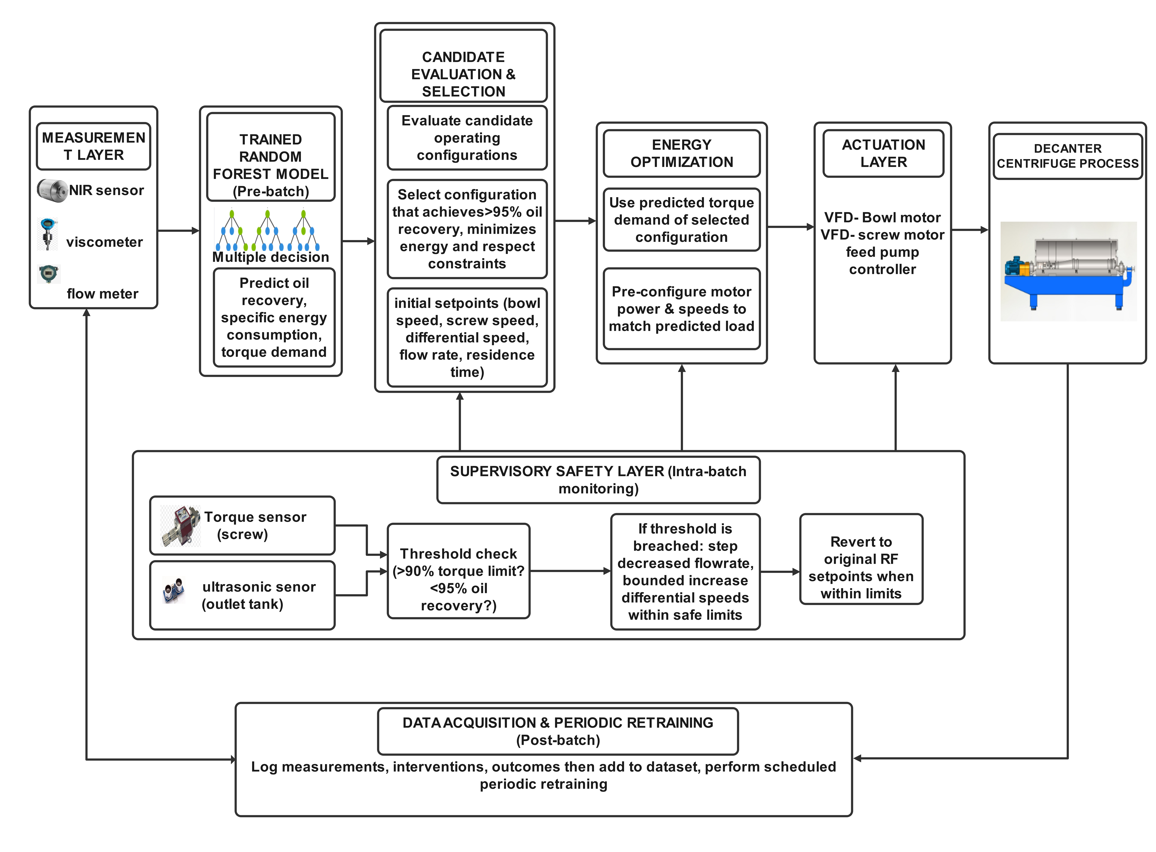 MEASUREMEN
T LAYER
NIR sensor
viscometer
flow meter
TRAINED
RANDOM
FOREST MODEL
(Pre-batch)
Multiple decision
Predict oil
recovery,
specific energy
consumption,
torque demand
CANDIDATE
EVALUATION &
SELECTION
Evaluate candidate
operating
configurations
Select configuration
that achieves>95% oil
recovery, minimizes
energy and respect
constraints
initial setpoints (bowl
speed, screw speed,
differential speed,
flow rate, residence
time)
ENERGY
OPTIMIZATION
Use predicted torque
demand of selected
configuration
Pre-configure motor
power & speeds to
match predicted load
ACTUATION
LAYER
VFD- Bowl motor
VFD- screw motor
feed pump
controller
DECANTER
CENTRIFUGE PROCESS
SUPERVISORY SAFETY LAYER (Intra-batch
monitoring)
Torque sensor
(screw)
ultrasonic senor
(outlet tank)
Threshold check
(>90% torque limit?
<95% oil
recovery?)
If threshold is
breached: step
decreased flowrate,
bounded increase
differential speeds
within safe limits
Revert to
original RF
setpoints when
within limits
DATA ACQUISITION & PERIODIC RETRAINING
(Post-batch)
Log measurements, interventions, outcomes then add to dataset, perform scheduled
periodic retraining